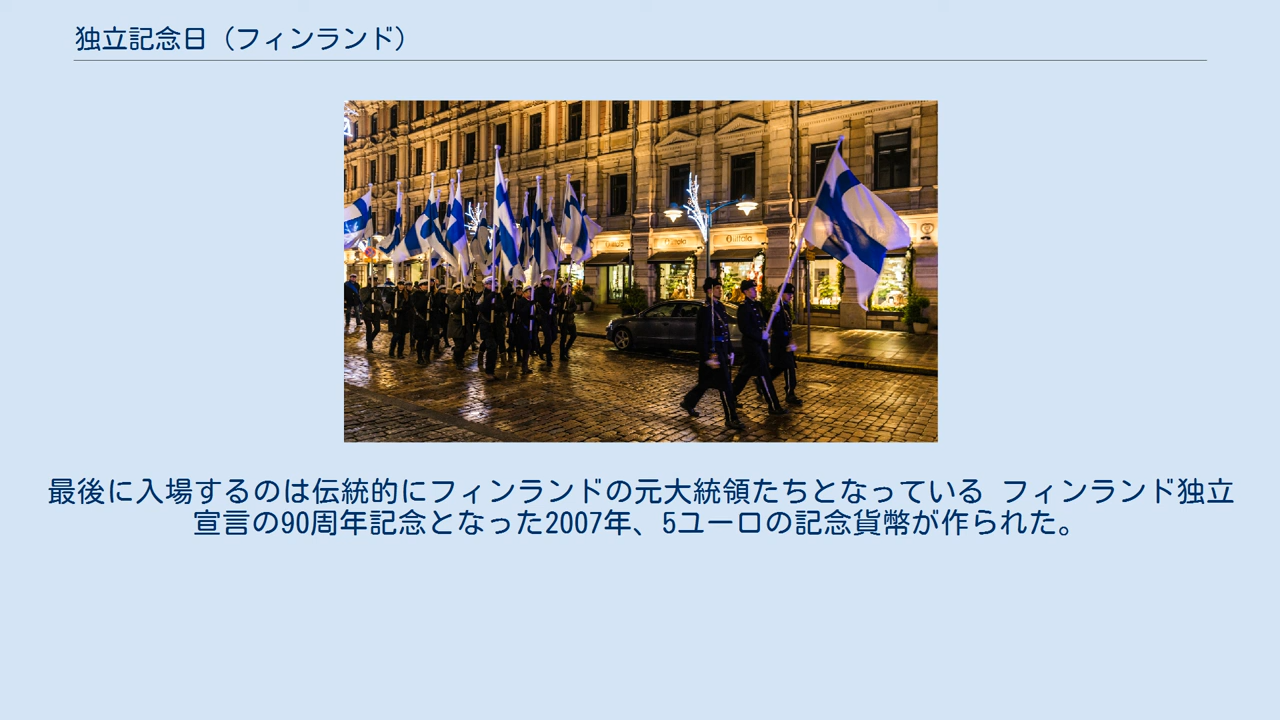 独立記念日（フィンランド）
iittala
iittala
最後に入場するのは伝統的にフィンランドの元大統領たちとなっている フィンランド独立
宣言の90周年記念となった2007年、5ユーロの記念貨幣が作られた。